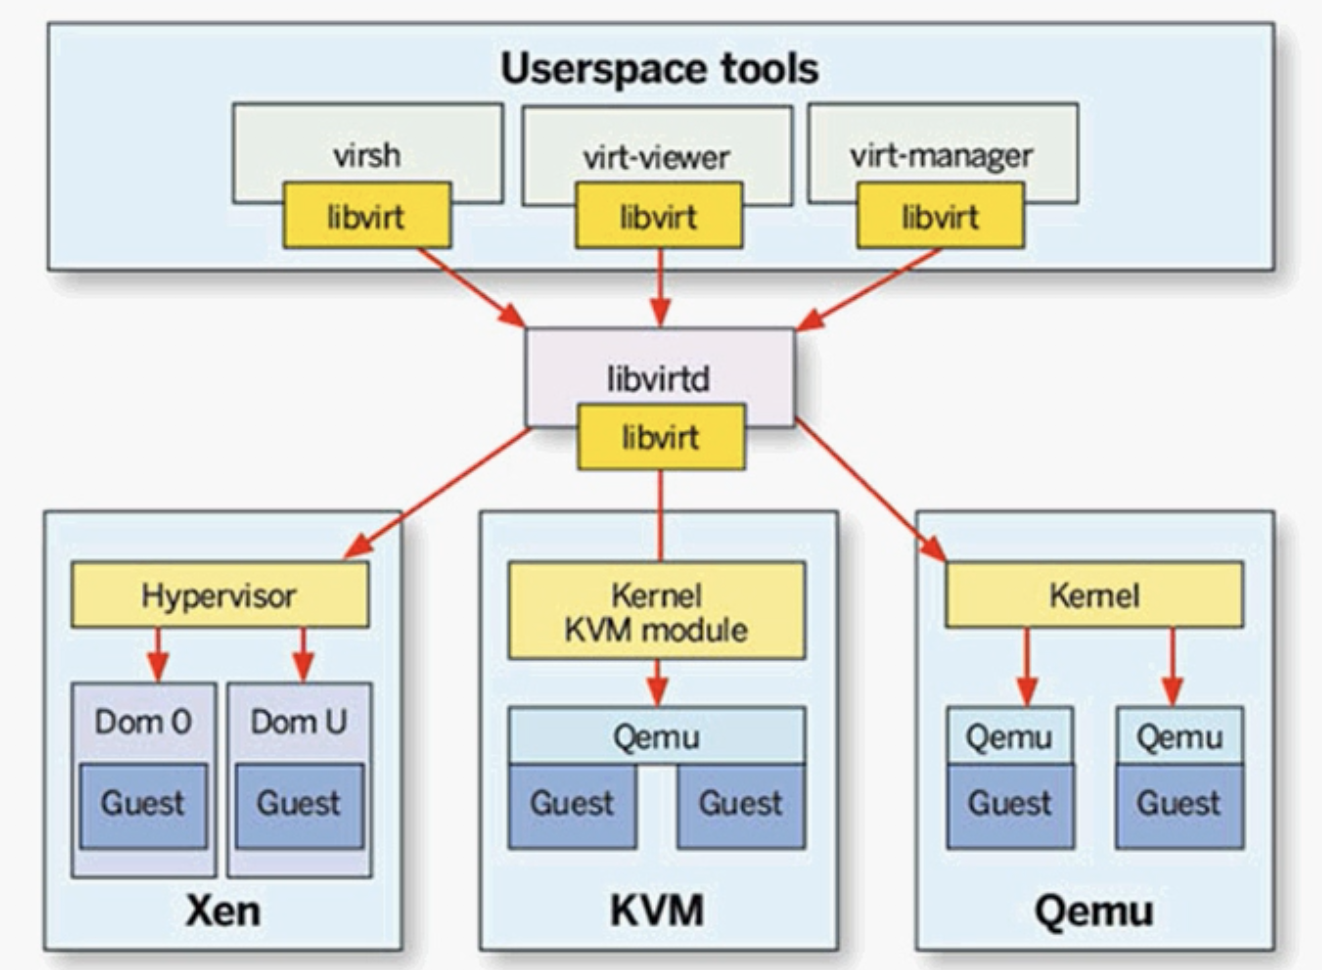 Userspace tools
virsh
virt-viewer
virt-manager
libvirt
libvirt
libvirt
libvirtd
libvirt
Hypervisor
Dom 0
Dom U
Guest
Guest
Xen
Kernel
KVM module
Qemu
Guest
Guest
KVM
Kernel
Qemu
Qemu
Guest
Guest
Qemu